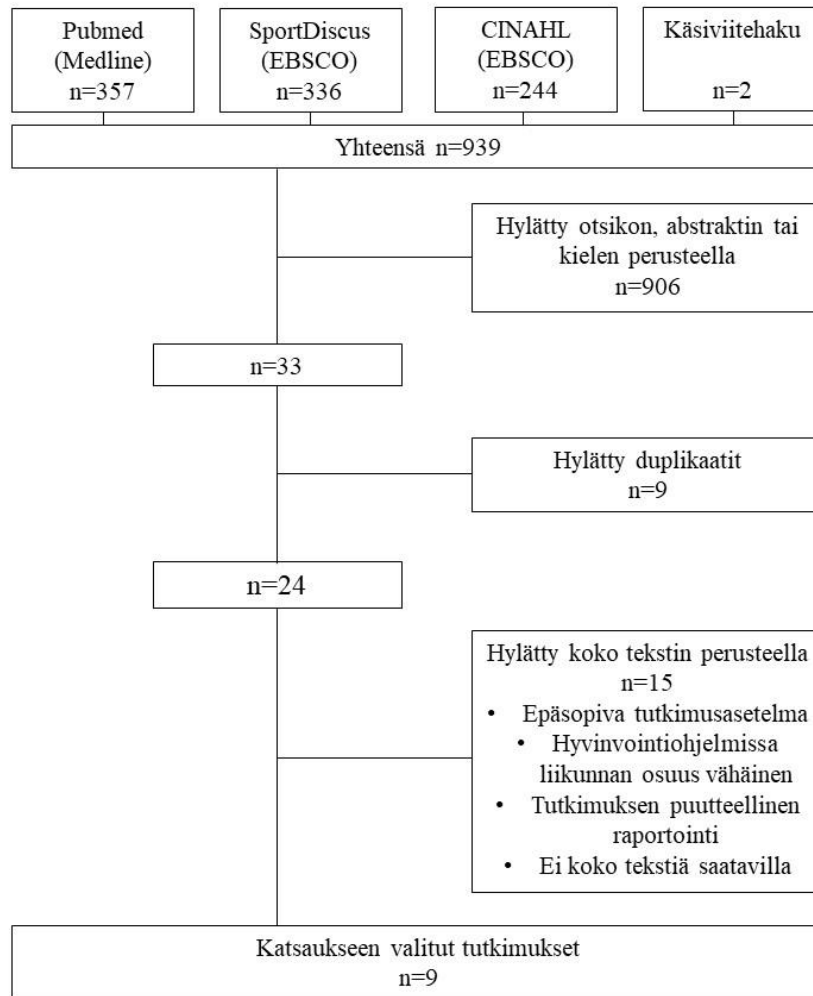 Pubmed
(Medline)
n=357
SportDiscus
(EBSCO)
n=336
CINAHL
(EBSCO)
n=244
Käsiviitehaku
n=2
Yhteensä n=939
Hylätty otsikon, abstraktin tai
kielen perusteella
n=906
n=33
Hylätty duplikaatit
n=9
n=24
Hylätty koko tekstin perusteella
n=15
• Epäsopiva tutkimusasetelma
• Hyvinvointiohjelmissa
liikunnan osuus vähäinen
• Tutkimuksen puutteellinen
raportointi
• Ei koko tekstiä saatavilla
Katsaukseen valitut tutkimukset
n=9